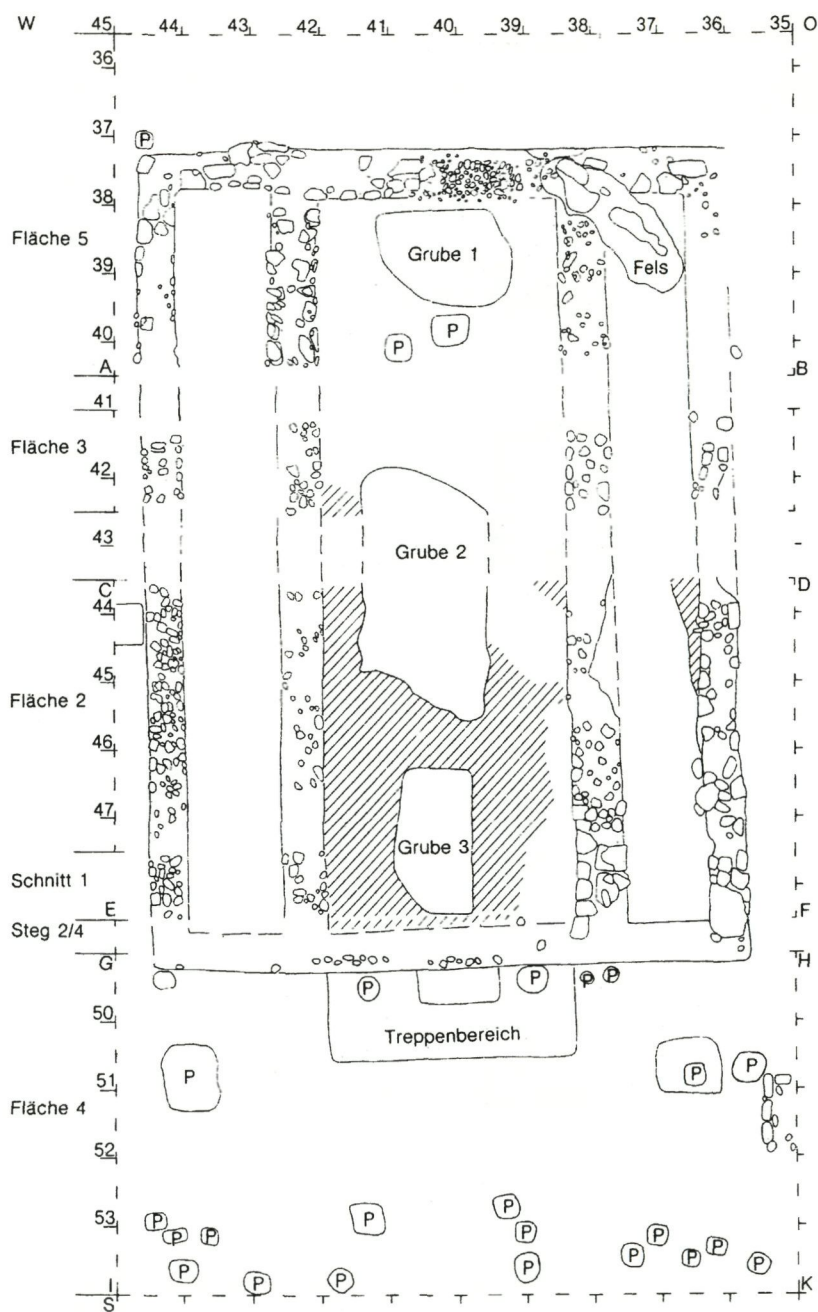 W 45 44 43 42 41 40 39 38 37 36 35 O
36
37 P
38
Fläche 5
Grube 1
39
Fels
40 P P
A B
41
Fläche 3
42
43
Grube 2
C D
44
45
Fläche 2
46
47
Grube 3
Schnitt 1
E F
Steg 2/4
G H
P P P P
50
Treppenbereich
P P P
51
Fläche 4
52
P
53 P P P P P P P
P P P P
P P P
P
I K
S